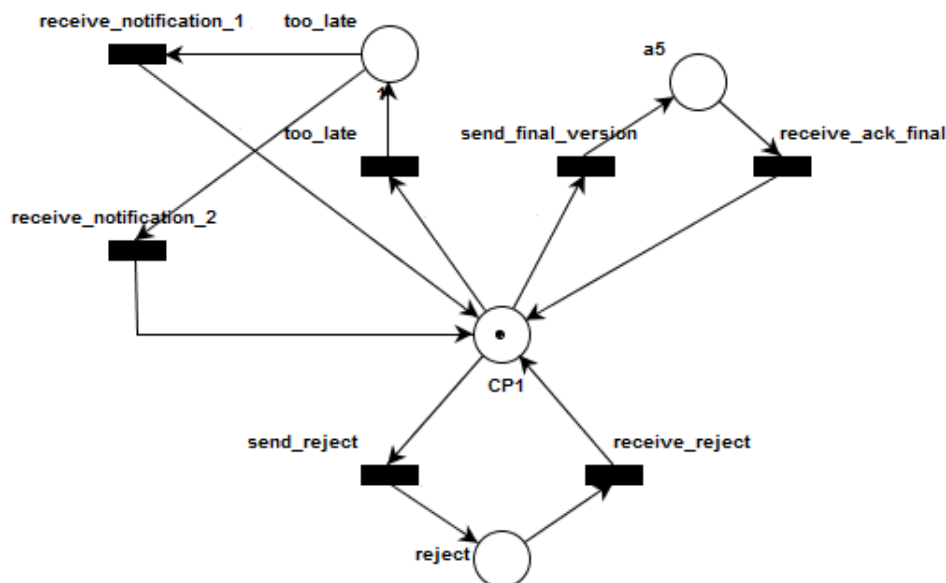 receive_notification_1
too_late
a5
too_late
send_final_version
receive_ack_final
receive_notification_2
CP1
send_reject
receive_reject
reject